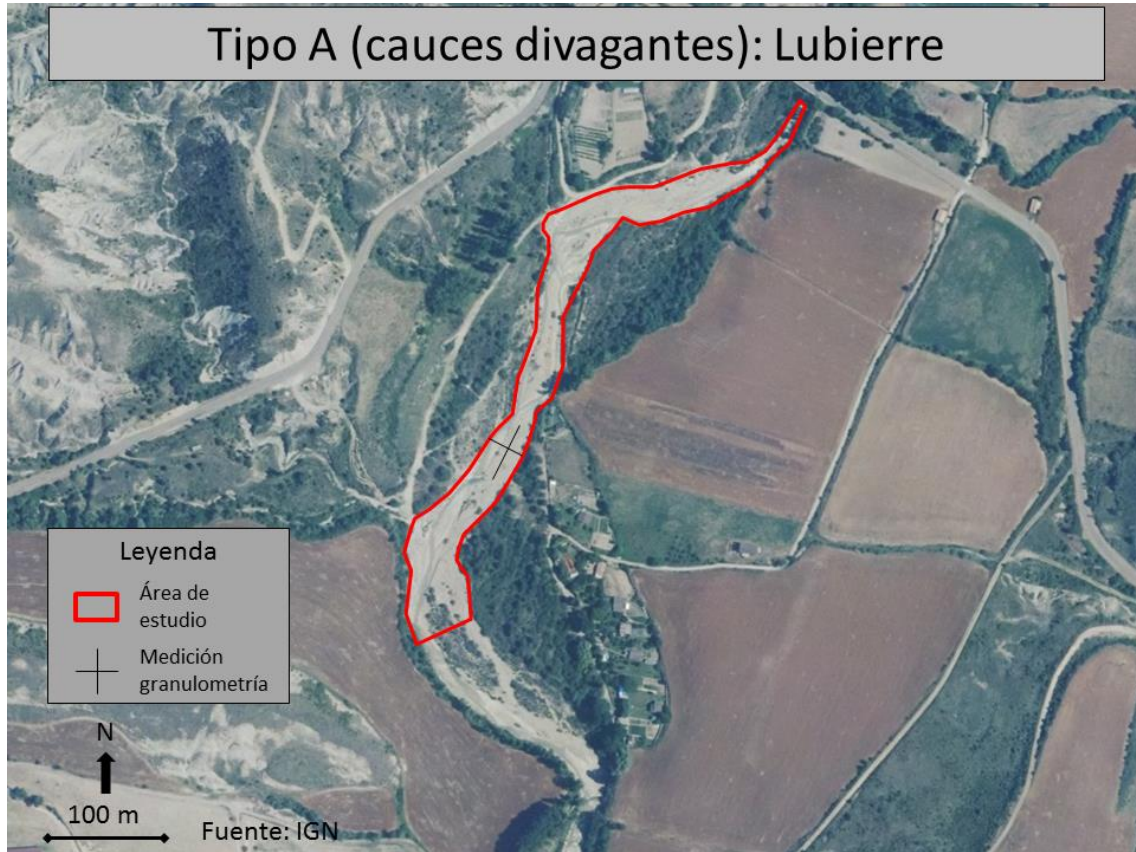 Tipo A (cauces divagantes): Lubierre
Leyenda
Área de
estudio
Medición
granulometría
N
100 m
Fuente: IGN